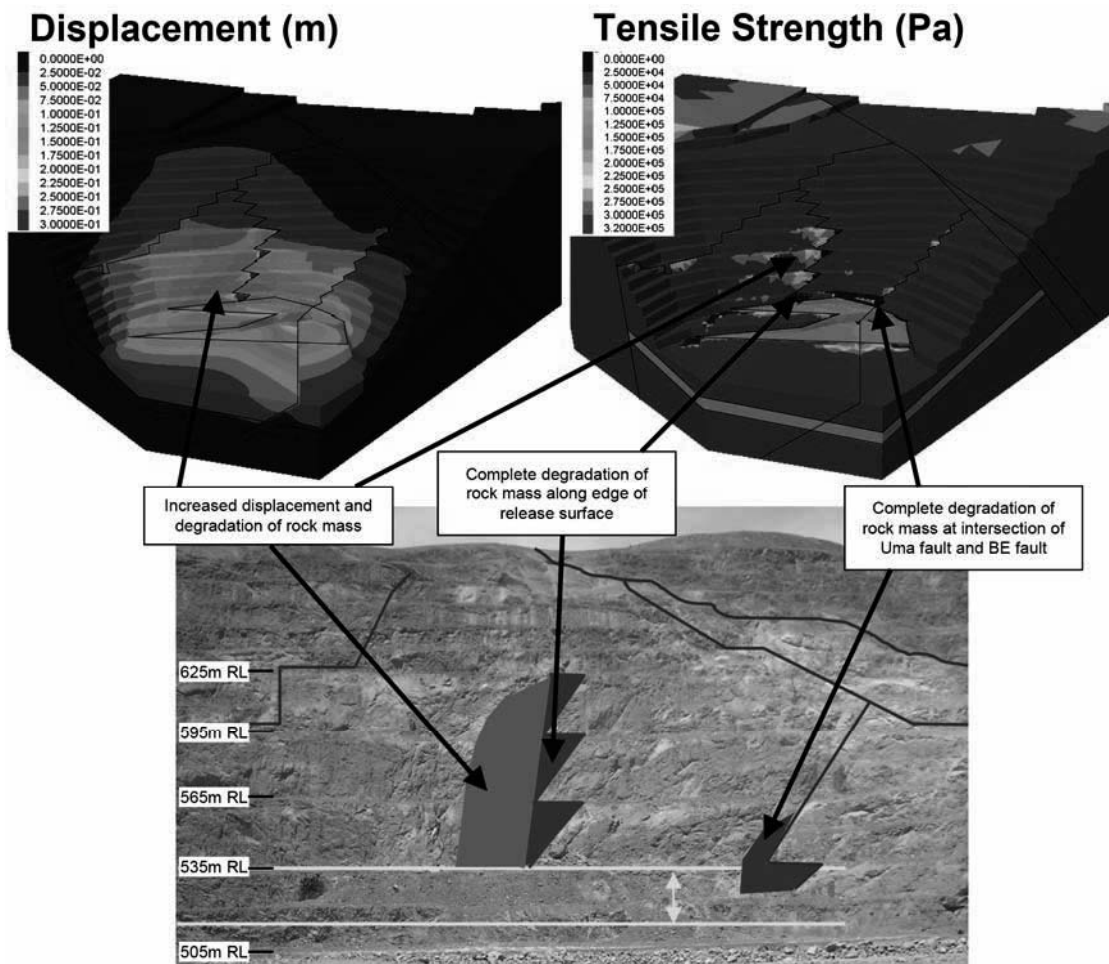 Displacement (m)
0.0000E+00
2.5000E-02
5.0000E-02
7.5000E-02
1.0000E-01
1.2500E-01
1.5000E-01
1.7500E-01
2.0000E-01
2.5000E-01
2.7500E-01
3.0000E-01
Tensile Strength (Pa)
0.0000E+00
2.5000E+04
5.0000E+04
7.5000E+04
1.0000E+05
1.2500E+05
1.5000E+05
1.7500E+05
2.0000E+05
2.5000E+05
2.7500E+05
3.0000E+05
3.2000E+05
Increased displacement and
degradation of rock mass
Complete degradation of
rock mass along edge of
release surface
Complete degradation of
rock mass at intersection of
Uma fault and BE fault
625m RL
595m RL
565m RL
535m RL
505m RL